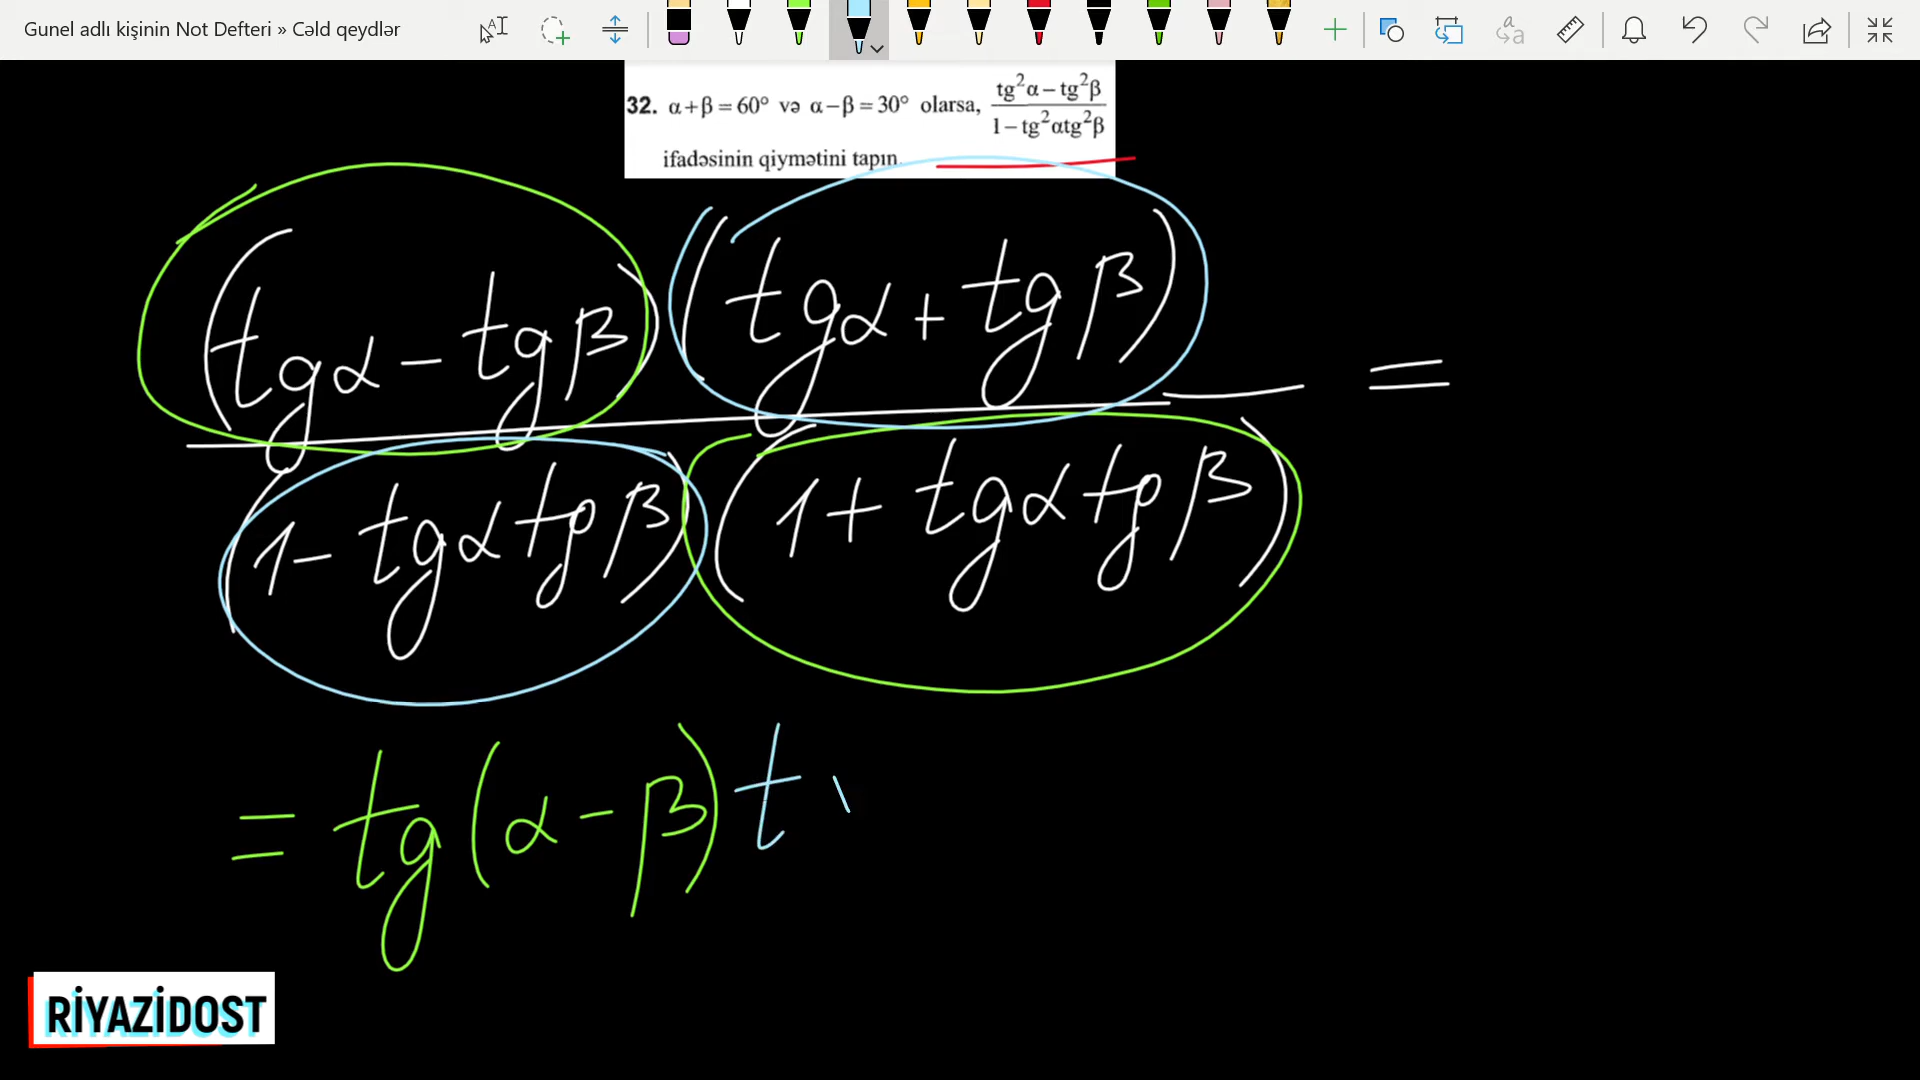 Gunel adlı kişinin Not Defteri » Cəld qeydlər
32. α+β=60° və α−β=30° olarsa, (tg²α−tg²β)/(1−tg²αtg²β)
ifadəsinin qiymətini tapın.
(tgα − tgβ)(tgα + tgβ)
=
(1 − tgαtgβ)(1 + tgαtgβ)
= tg(α − β) t
RİYAZİDOST